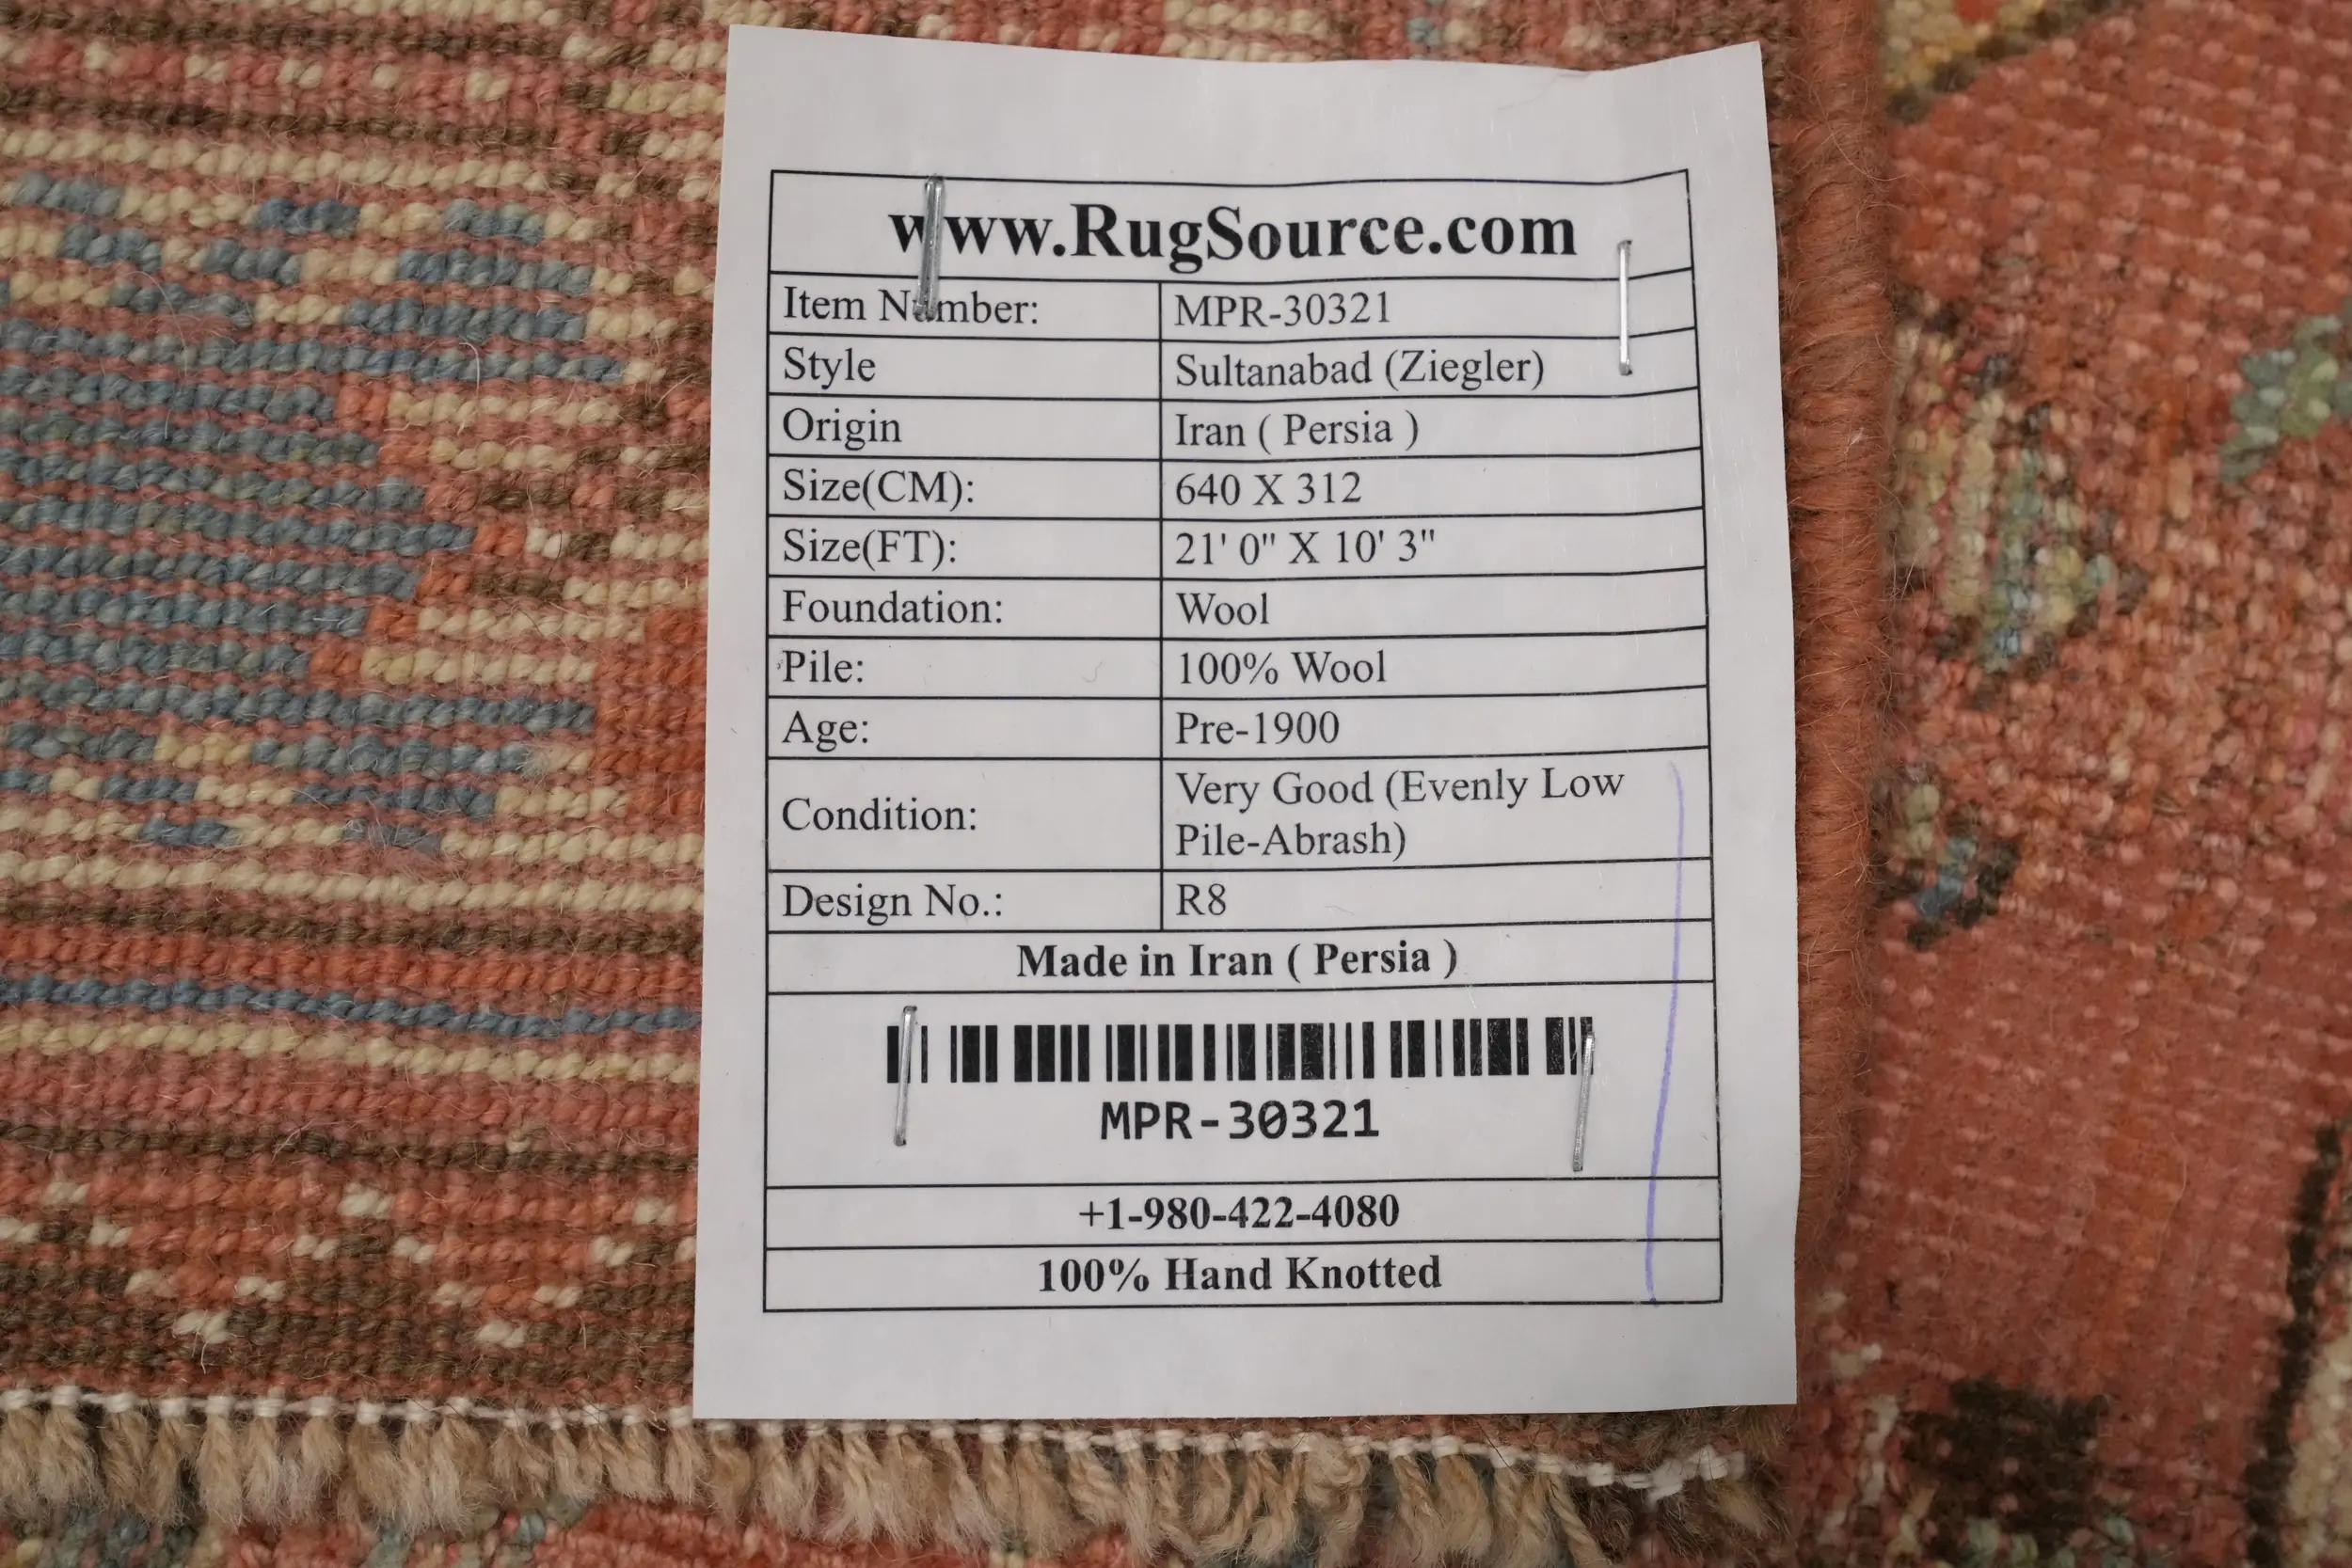 www.RugSource.com
Item Number: MPR-30321
Style Sultanabad (Ziegler)
Origin Iran ( Persia )
Size(CM): 640 X 312
Size(FT): 21' 0" X 10' 3"
Foundation: Wool
Pile: 100% Wool
Age: Pre-1900
Condition: Very Good (Evenly Low
Pile-Abrash)
Design No.: R8
Made in Iran ( Persia )
MPR-30321
+1-980-422-4080
100% Hand Knotted